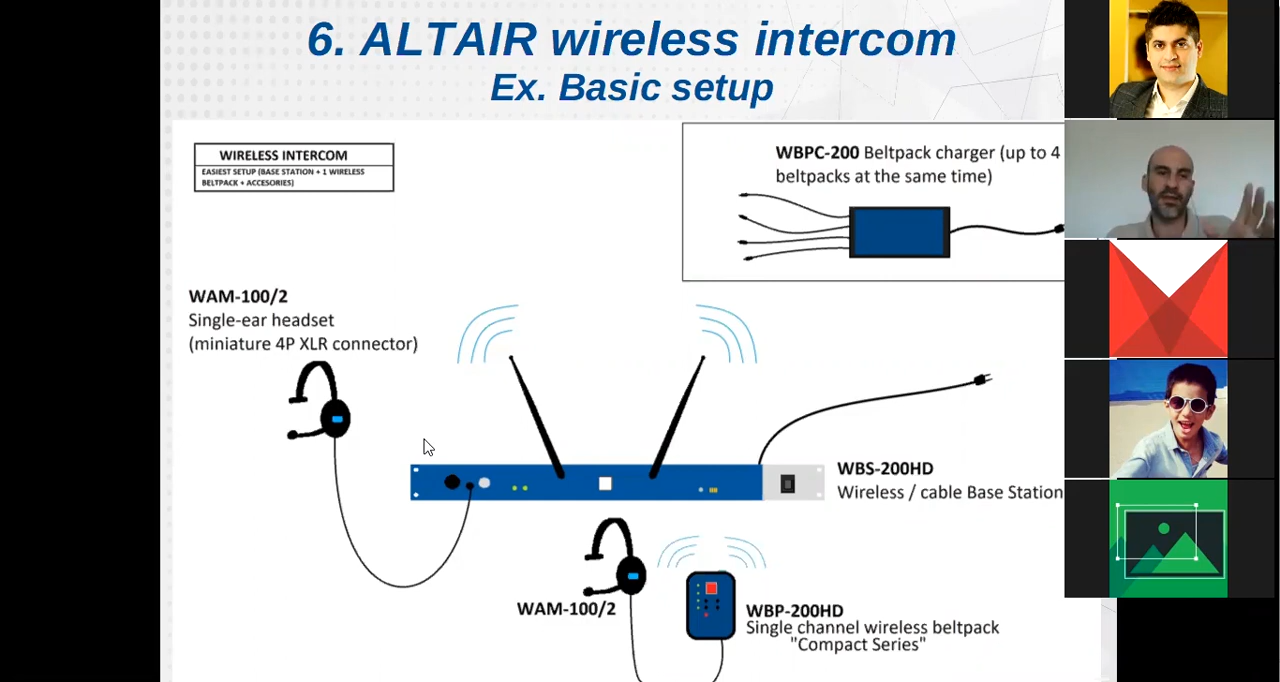 6. ALTAIR wireless intercom
Ex. Basic setup
WIRELESS INTERCOM
EASIEST SETUP (BASE STATION + 1 WIRELESS
BELTPACK + ACCESORIES)
WBPC-200 Beltpack charger (up to 4
beltpacks at the same time)
WAM-100/2
Single-ear headset
(miniature 4P XLR connector)
WBS-200HD
Wireless / cable Base Station
WAM-100/2
WBP-200HD
Single channel wireless beltpack
"Compact Series"